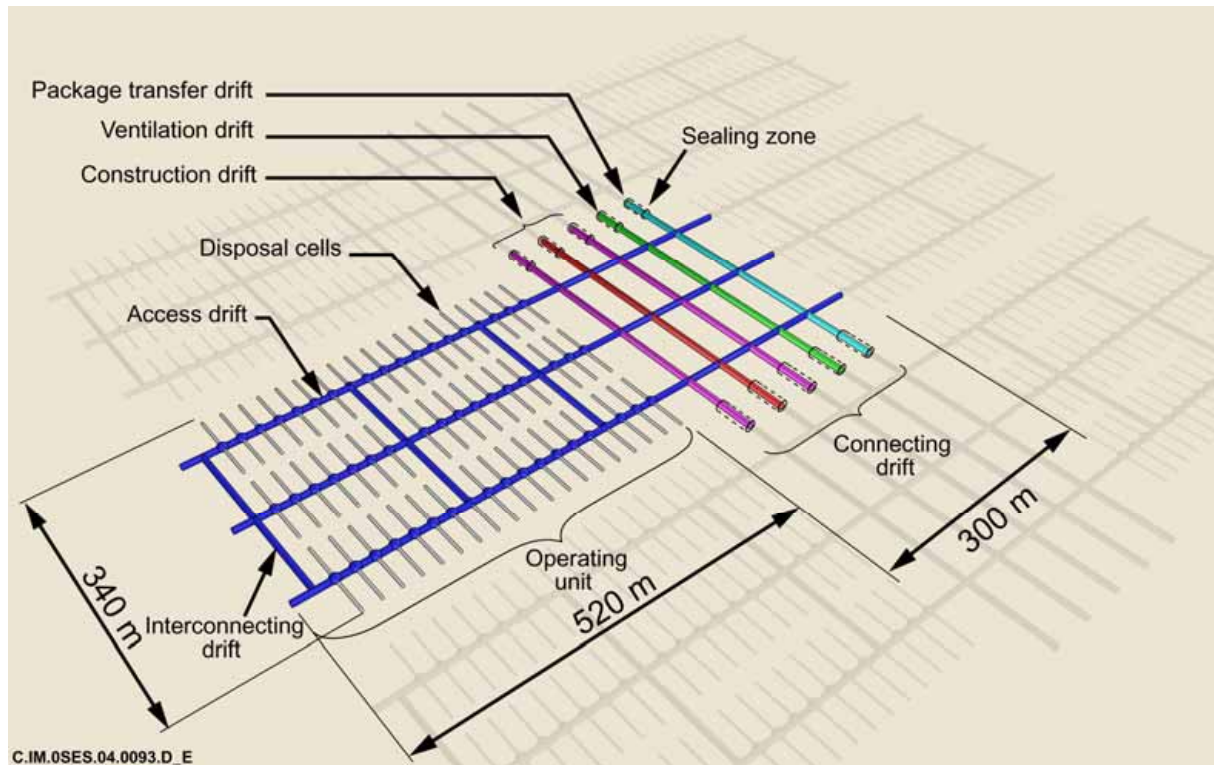 Package transfer drift
Ventilation drift
Sealing zone
Construction drift
Disposal cells
Access drift
Connecting
drift
300 m
Operating
unit
520 m
340 m
Interconnecting
drift
C.IM.0SES.04.0093.D_E